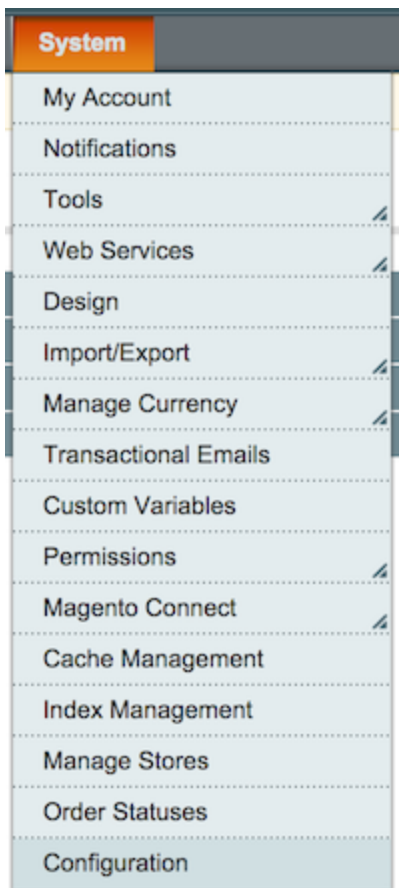 System
My Account
Notifications
Tools
Web Services
Design
Import/Export
Manage Currency
Transactional Emails
Custom Variables
Permissions
Magento Connect
Cache Management
Index Management
Manage Stores
Order Statuses
Configuration